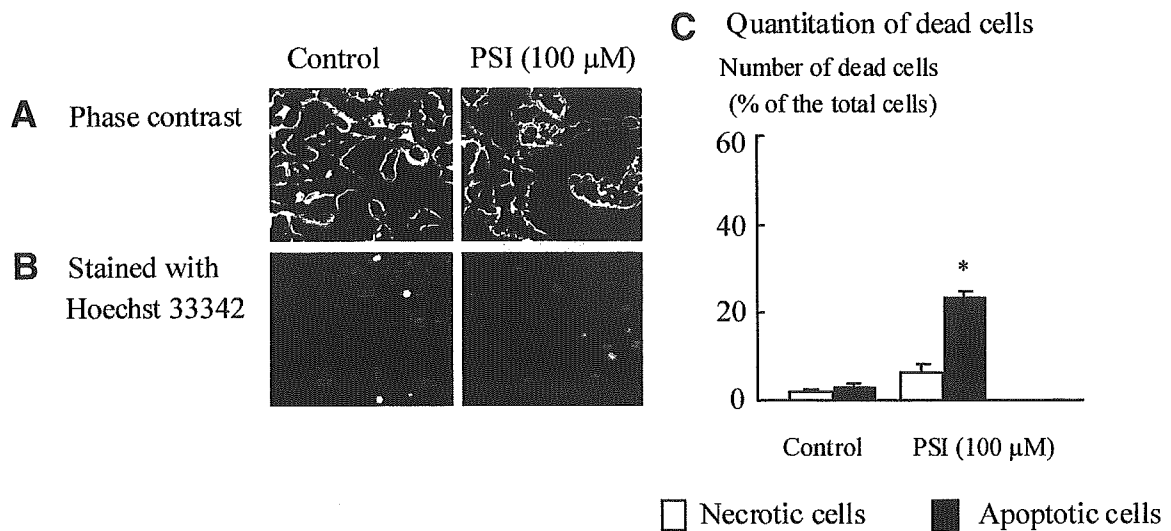 Control PSI (100 μM)
A Phase contrast
B Stained with
Hoechst 33342
C Quantitation of dead cells
Number of dead cells
(% of the total cells)
60
40
20
0
*
Control PSI (100 μM)
Necrotic cells Apoptotic cells